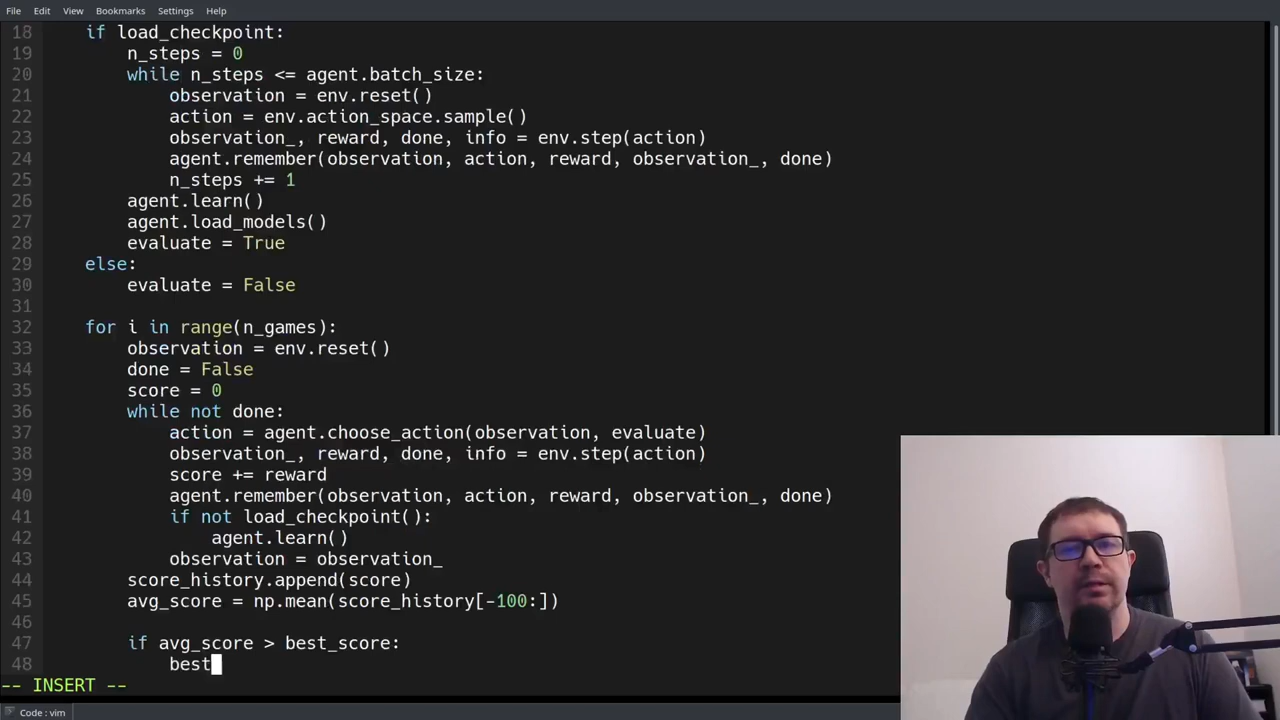 File Edit View Bookmarks Settings Help
18 if load_checkpoint:
19 n_steps = 0
20 while n_steps <= agent.batch_size:
21 observation = env.reset()
22 action = env.action_space.sample()
23 observation_, reward, done, info = env.step(action)
24 agent.remember(observation, action, reward, observation_, done)
25 n_steps += 1
26 agent.learn()
27 agent.load_models()
28 evaluate = True
29 else:
30 evaluate = False
31
32 for i in range(n_games):
33 observation = env.reset()
34 done = False
35 score = 0
36 while not done:
37 action = agent.choose_action(observation, evaluate)
38 observation_, reward, done, info = env.step(action)
39 score += reward
40 agent.remember(observation, action, reward, observation_, done)
41 if not load_checkpoint():
42 agent.learn()
43 observation = observation_
44 score_history.append(score)
45 avg_score = np.mean(score_history[-100:])
46
47 if avg_score > best_score:
48 best
-- INSERT --
Code : vim